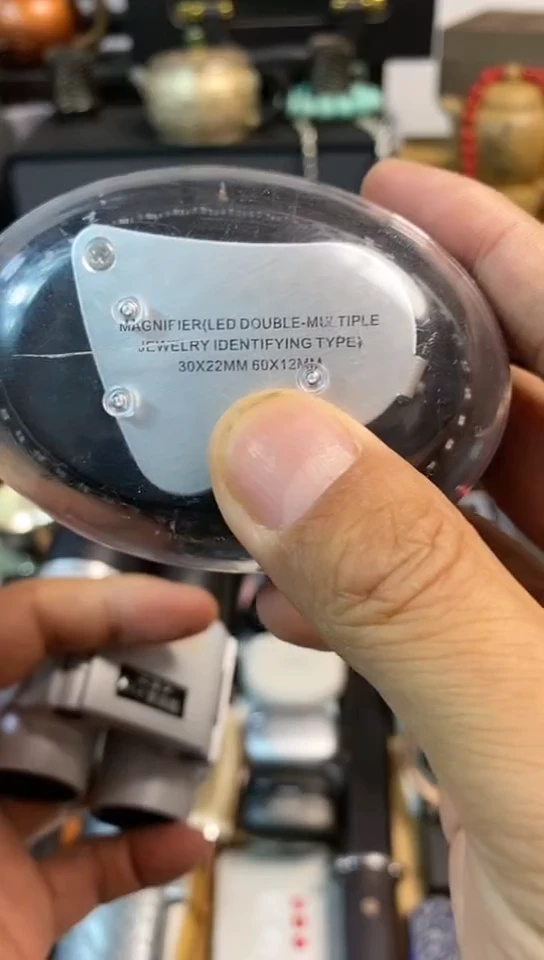 MAGNIFIER(LED DOUBLE-MULTIPLE
JEWELRY IDENTIFYING TYPE)
30X22MM 60X12MM